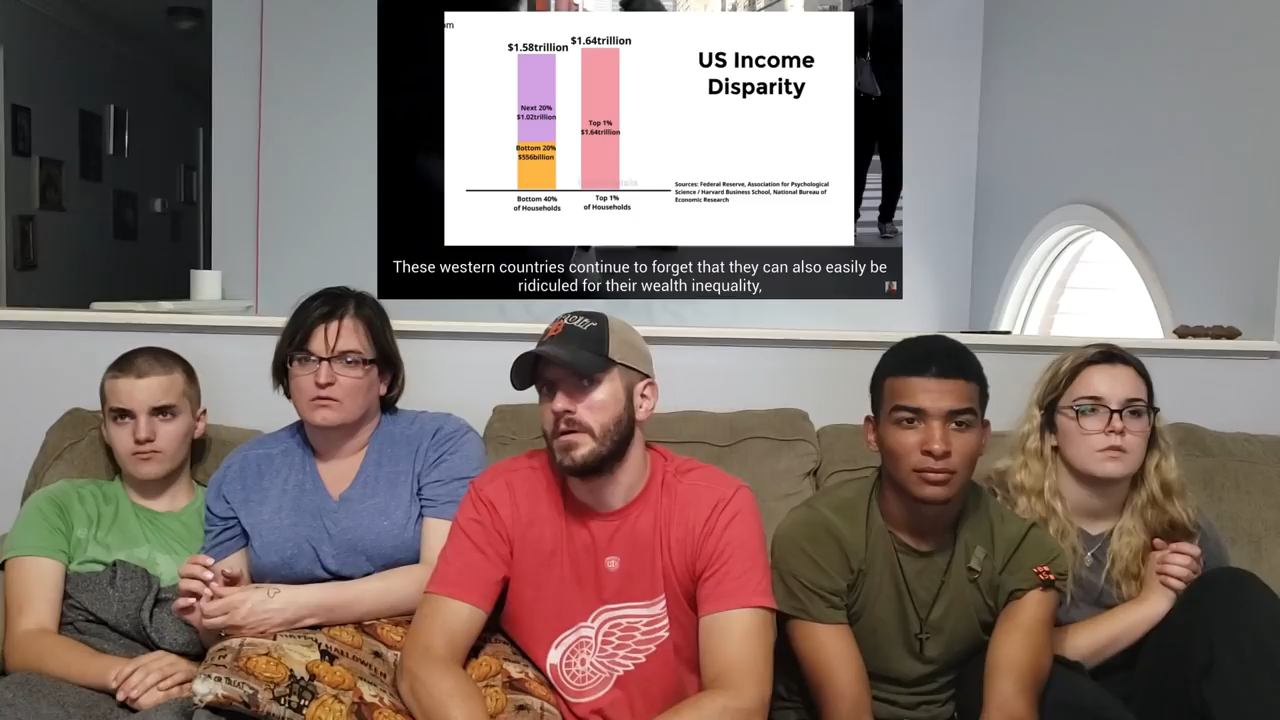 om
$1.58trillion
$1.64trillion
US Income
Disparity
Next 20%
$1.02trillion
Top 1%
$1.64trillion
Bottom 20%
$556billion
Sources: Federal Reserve, Association for Psychological
Science / Harvard Business School, National Bureau of
Economic Research
Bottom 40%
of Households
Top 1%
of Households
These western countries continue to forget that they can also easily be
ridiculed for their wealth inequality,
HALLOWEEN
OR TREAT